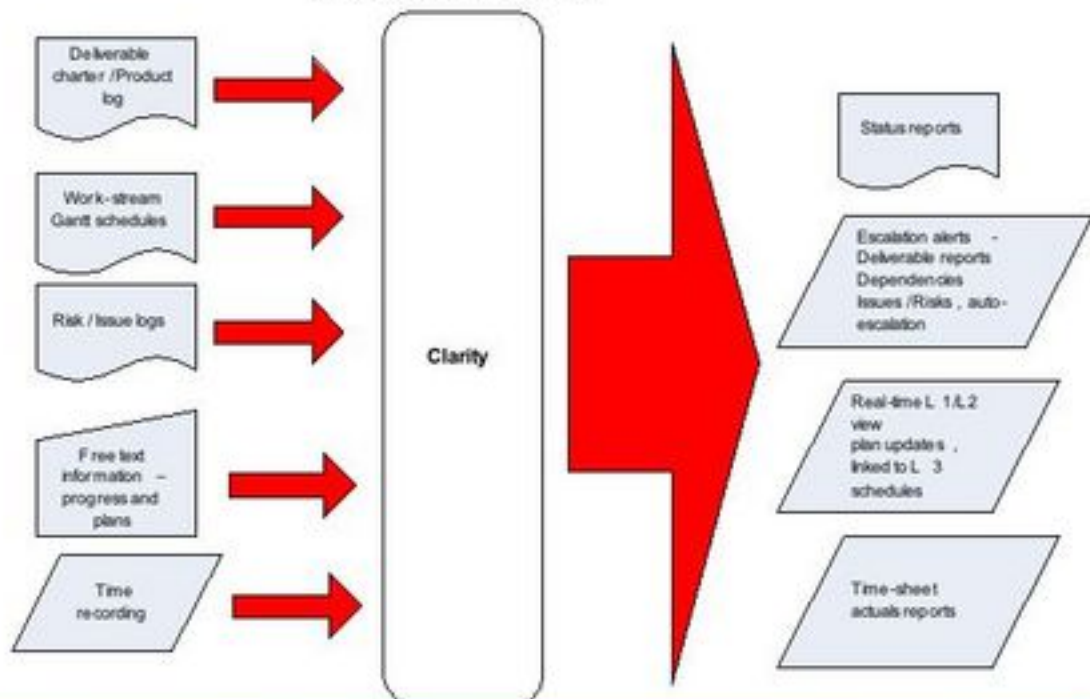 Deliverable
charter / Product
log
Work-stream
Gantt schedules
Risk / Issue logs
Free text
information –
progress and
plans
Time
recording
Clarity
Status reports
Escalation alerts -
Deliverable reports
Dependencies
Issues /Risks , auto-
escalation
Real-time L 1/L2
view
plan updates ,
linked to L 3
schedules
Time-sheet
actuals reports